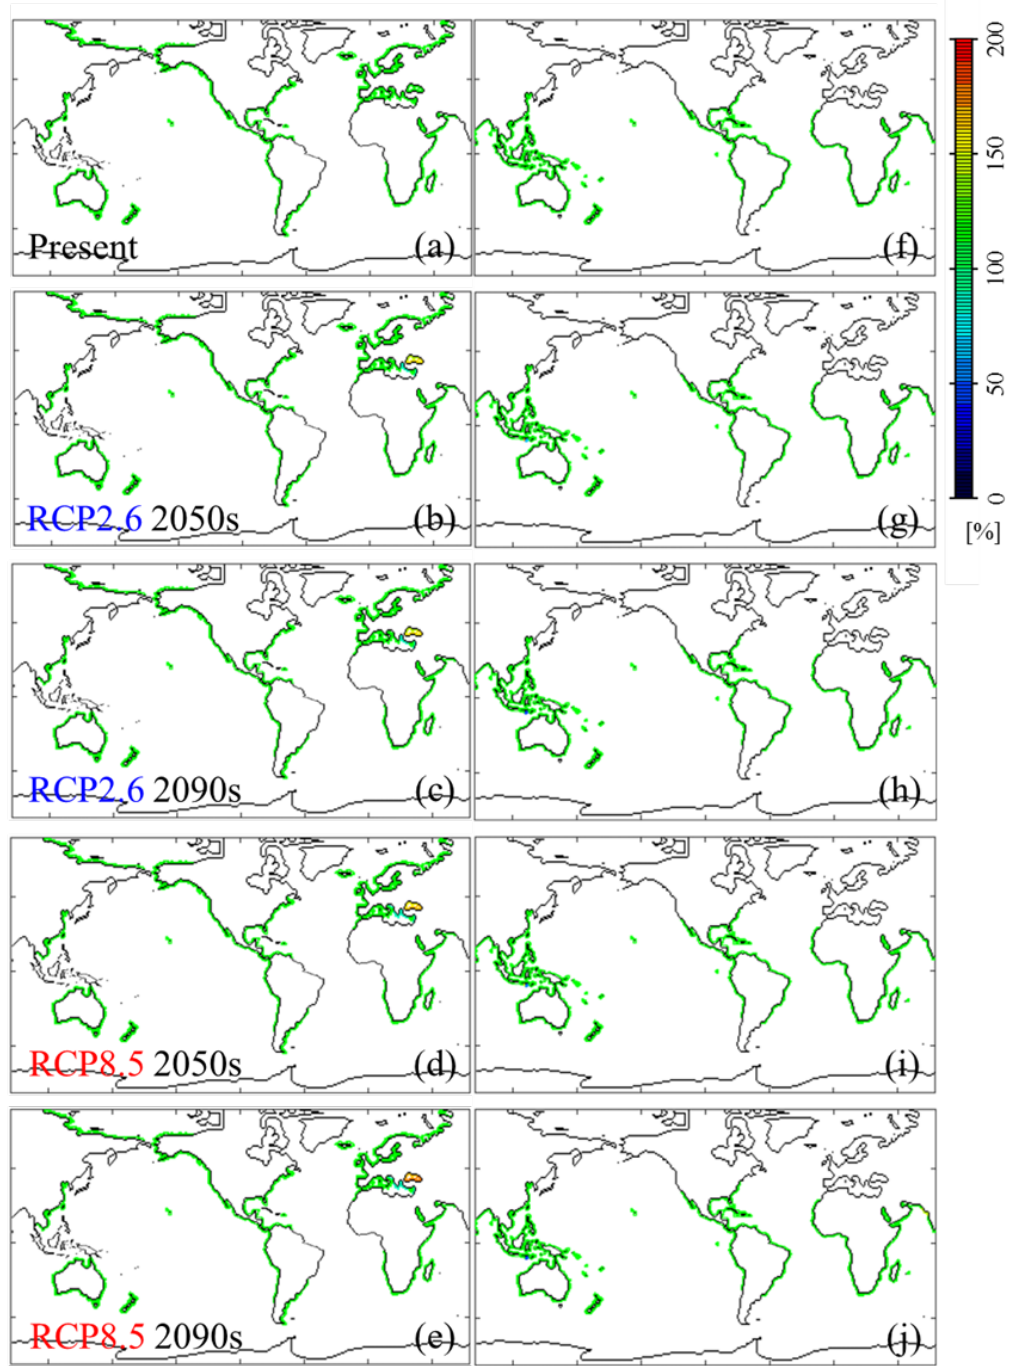 Present (a) (f)
RCP2.6 2050s (b) (g)
RCP2.6 2090s (c) (h)
RCP8.5 2050s (d) (i)
RCP8.5 2090s (e) (j)
200
150
100
50
0
[%]